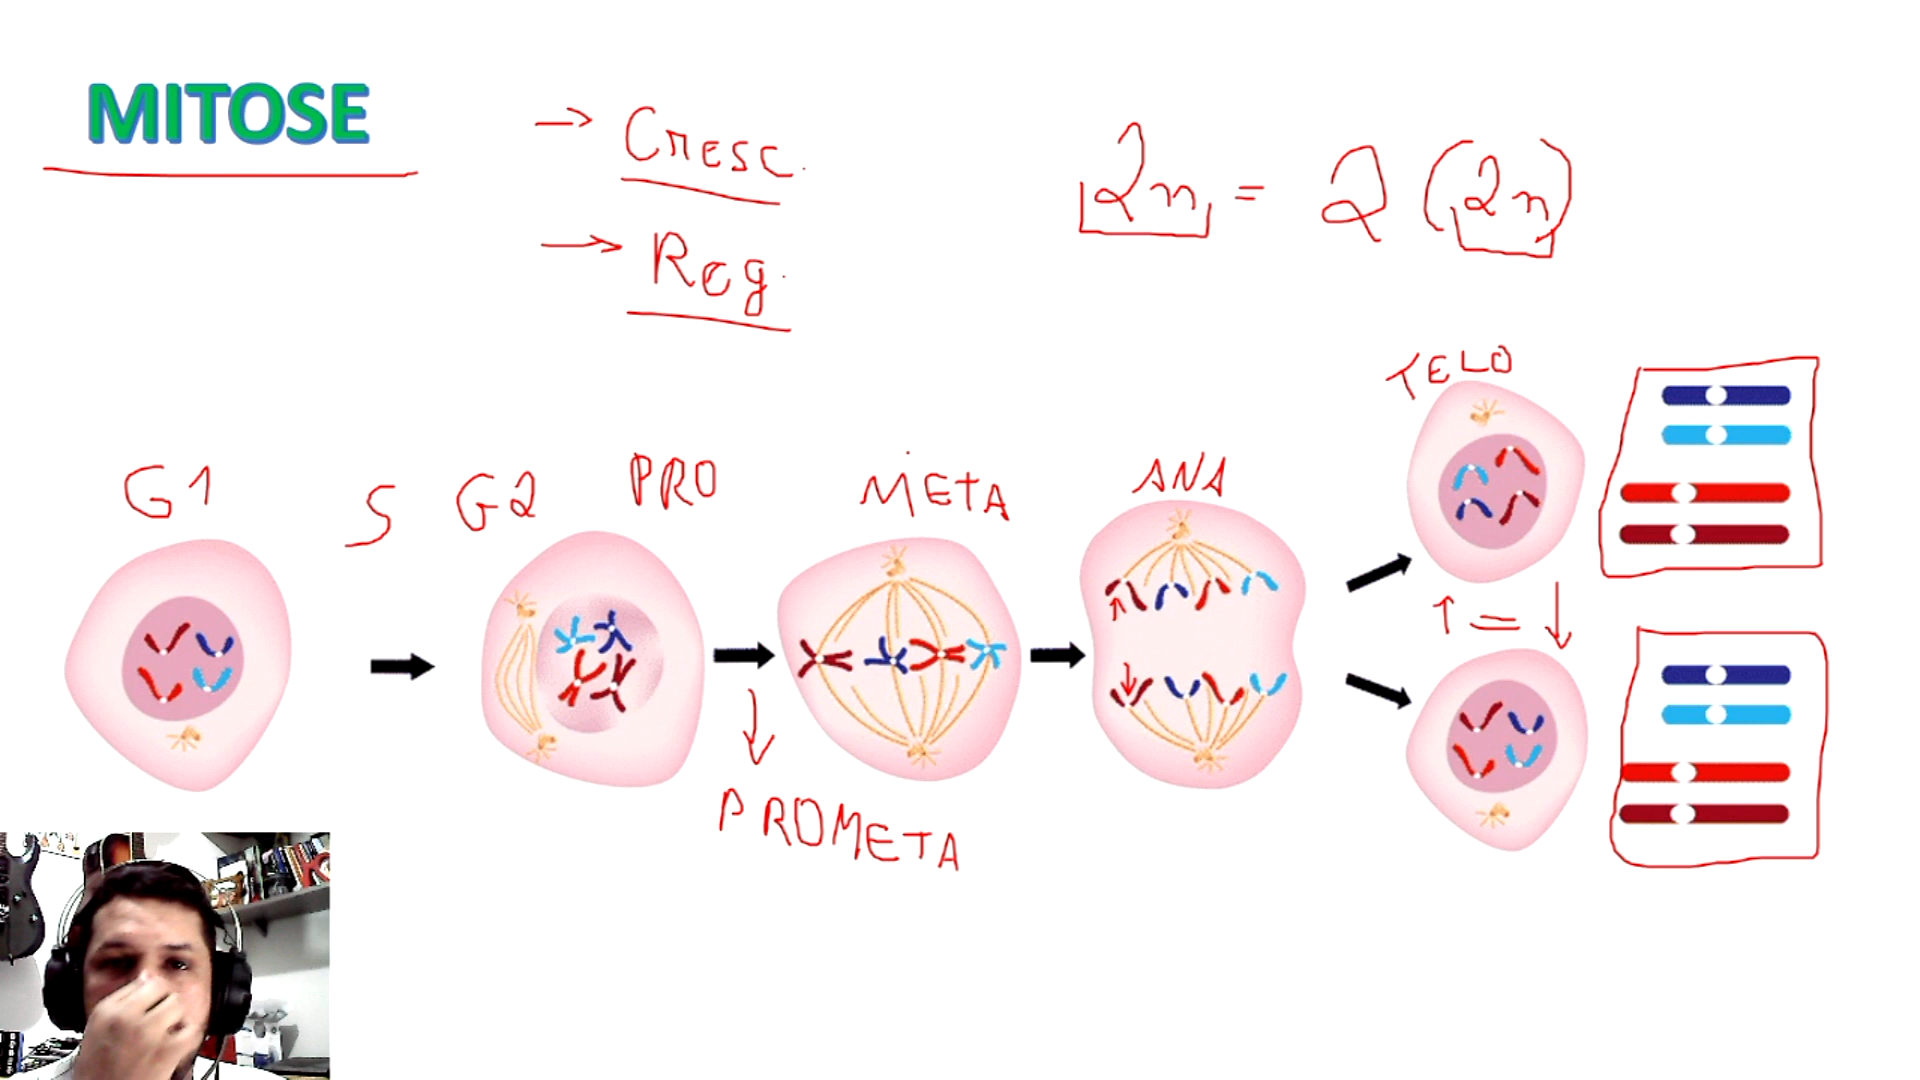 MITOSE
→ Cresc.
→ Reg.
2n = 2 (2n)
G1
S
G2
PRO
META
ANA
TELO
↑ = ↓
↓
PROMETA